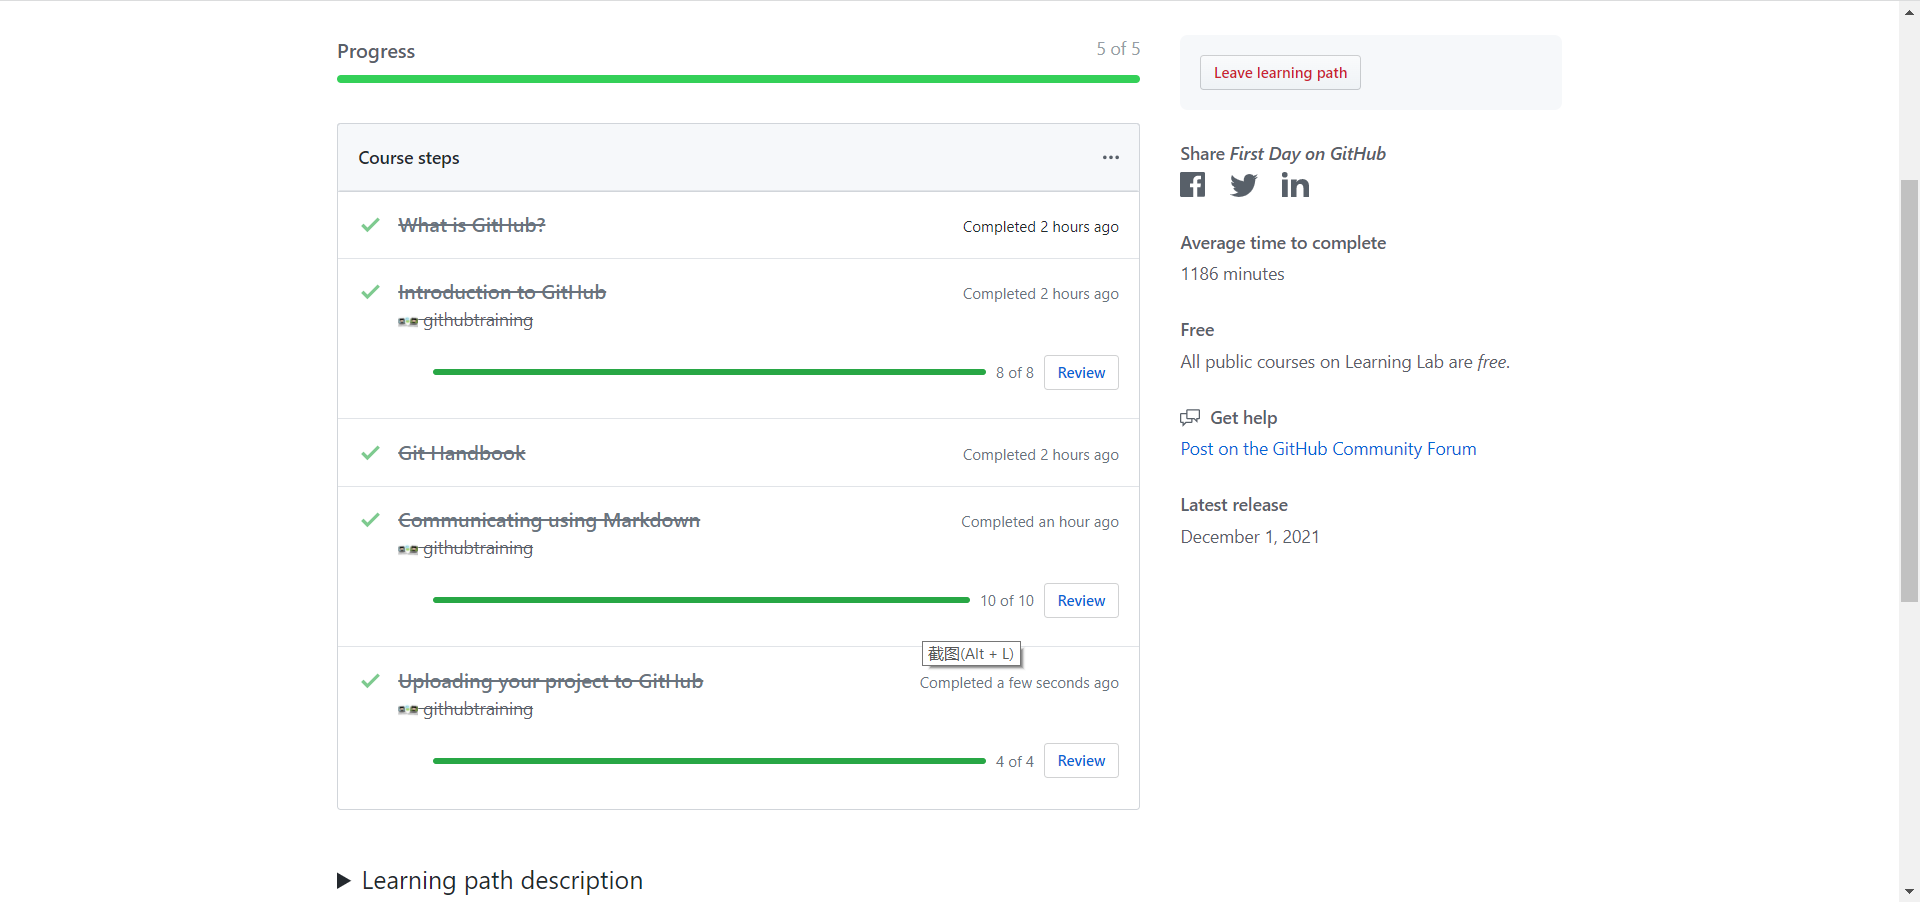 Progress
5 of 5
Course steps
What is GitHub?
Completed 2 hours ago
Introduction to GitHub
Completed 2 hours ago
githubtraining
8 of 8
Review
Git Handbook
Completed 2 hours ago
Communicating using Markdown
Completed an hour ago
githubtraining
10 of 10
Review
截图(Alt + L)
Uploading your project to GitHub
Completed a few seconds ago
githubtraining
4 of 4
Review
Learning path description
Leave learning path
Share First Day on GitHub
Average time to complete
1186 minutes
Free
All public courses on Learning Lab are free.
Get help
Post on the GitHub Community Forum
Latest release
December 1, 2021